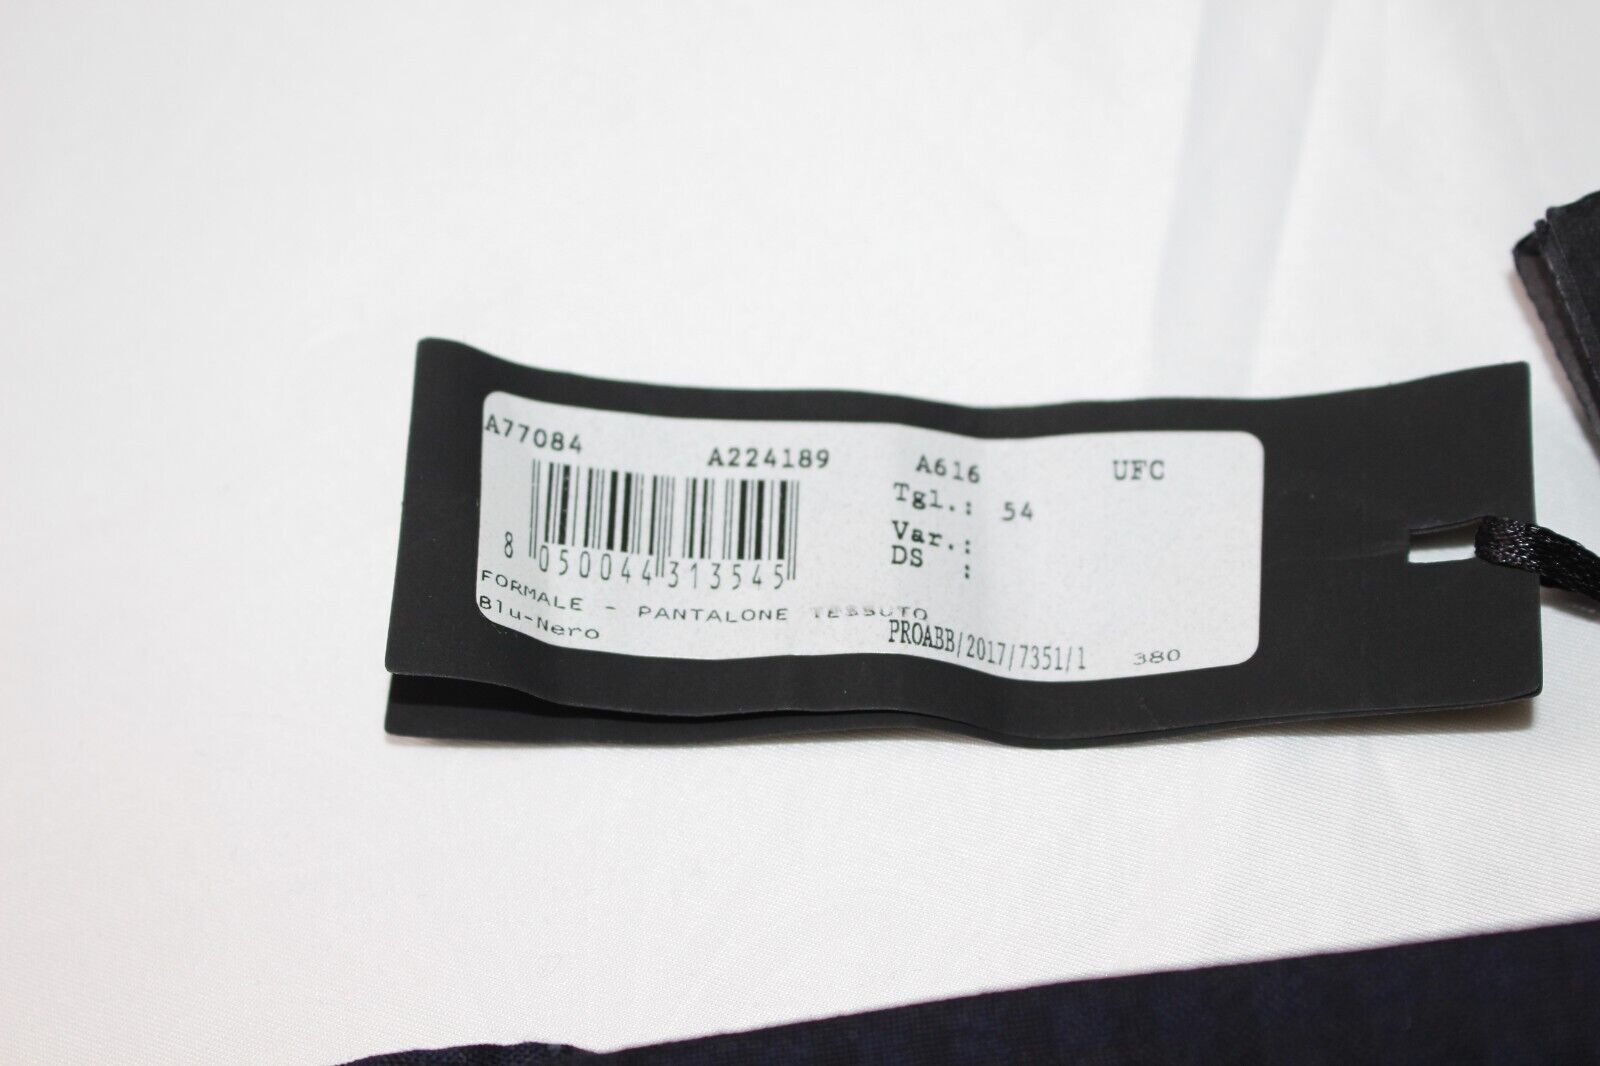 A77084 A224189 A616 UFC
Tgl.: 54
Var.:
DS :
8 050044 313545
FORMALE - PANTALONE TESSUTO
Blu-Nero
PROABB/2017/7351/1 380